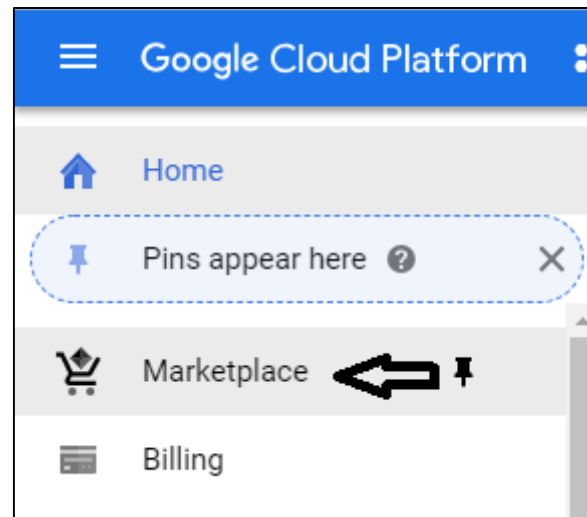 Google Cloud Platform
Home
Pins appear here ?
Marketplace
Billing